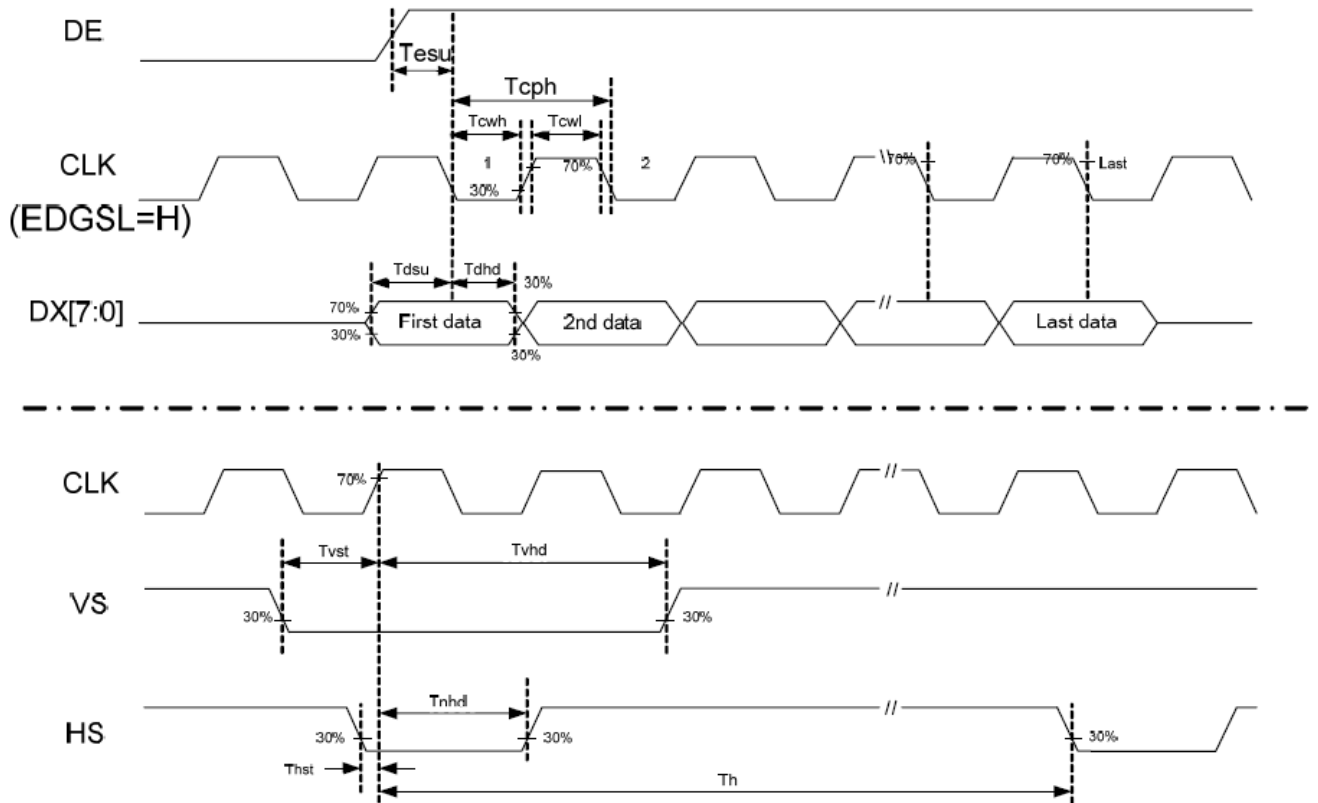 DE
Tesu
Tcph
Tcwh
Tcwl
CLK
1
70%
2
30%
70%
70%
Last
(EDGSL=H)
Tdsu
Tdhd
30%
DX[7:0]
70%
First data
2nd data
//
Last data
30%
30%
CLK
70%
//
Tvst
Tvhd
VS
30%
30%
//
HS
30%
30%
//
30%
Thst
Th